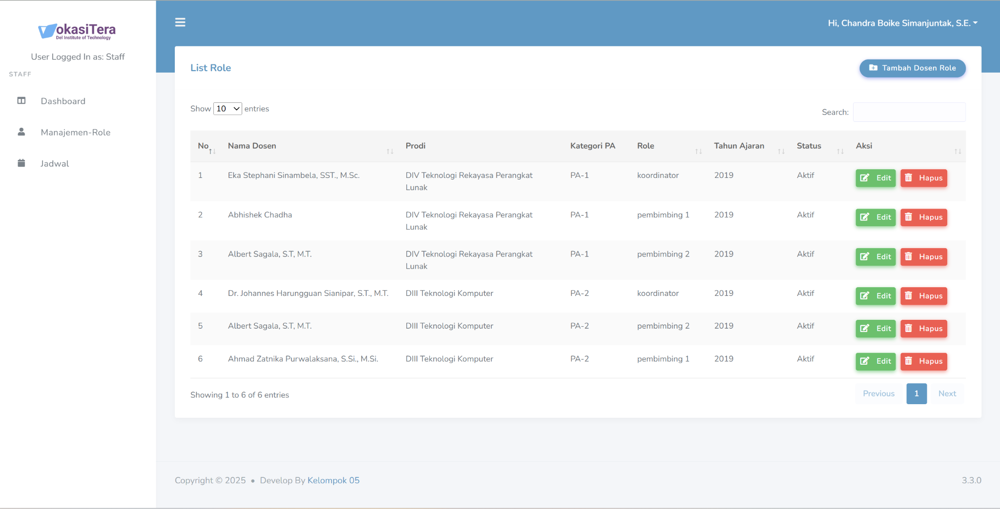 okasiTera
Del Institute of Technology
User Logged In as: Staff
STAFF
Dashboard
Manajemen-Role
Jadwal
Hi, Chandra Boike Simanjuntak, S.E.
List Role
Tambah Dosen Role
Show 10 entries
Search:
No Nama Dosen Prodi Kategori PA Role Tahun Ajaran Status Aksi
1 Eka Stephani Sinambela, SST., M.Sc. DIV Teknologi Rekayasa Perangkat PA-1 koordinator 2019 Aktif Edit Hapus
Lunak
2 Abhishek Chadha DIV Teknologi Rekayasa Perangkat PA-1 pembimbing 1 2019 Aktif Edit Hapus
Lunak
3 Albert Sagala, S.T, M.T. DIV Teknologi Rekayasa Perangkat PA-1 pembimbing 2 2019 Aktif Edit Hapus
Lunak
4 Dr. Johannes Harungguan Sianipar, S.T., M.T. DIII Teknologi Komputer PA-2 koordinator 2019 Aktif Edit Hapus
5 Albert Sagala, S.T, M.T. DIII Teknologi Komputer PA-2 pembimbing 2 2019 Aktif Edit Hapus
6 Ahmad Zatnika Purwalaksana, S.Si., M.Si. DIII Teknologi Komputer PA-2 pembimbing 1 2019 Aktif Edit Hapus
Showing 1 to 6 of 6 entries
Previous 1 Next
Copyright © 2025 • Develop By Kelompok 05
3.3.0